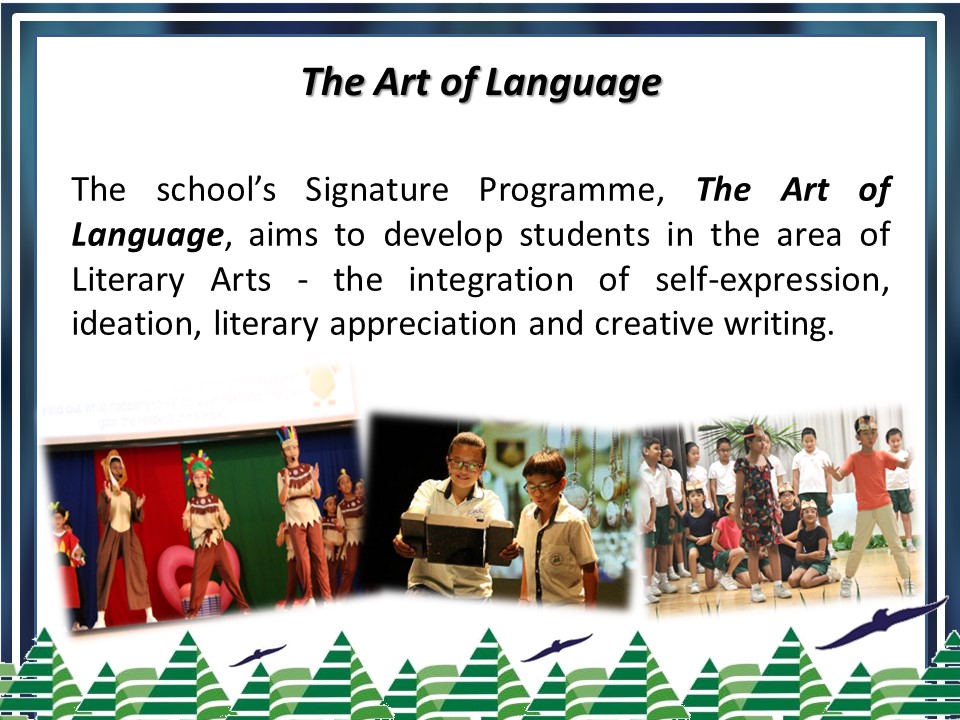 The Art of Language
The school’s Signature Programme, The Art of
Language, aims to develop students in the area of
Literary Arts - the integration of self-expression,
ideation, literary appreciation and creative writing.